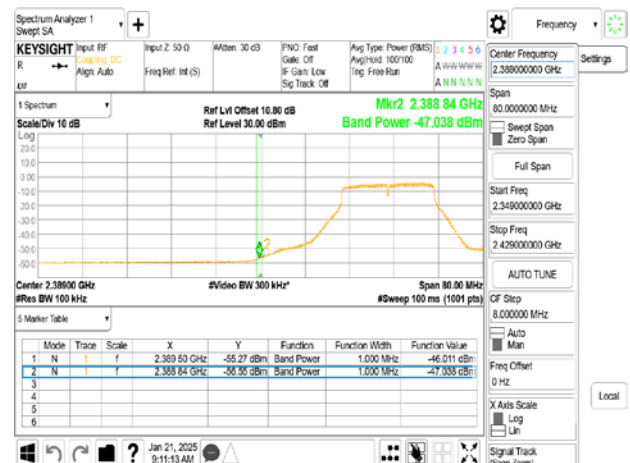 Spectrum Analyzer 1
Swept SA
Frequency
KEYSIGHT
R
Input: RF
Coupling: DC
Align: Auto
Input Z: 50 Ω
Freq Ref: Int (S)
#Atten: 30 dB
PNO: Fast
Gate: Off
IF Gain: Low
Sig Track: Off
Avg Type: Power (RMS)
Avg|Hold: 100/100
Trig: Free Run
1 2 3 4 5 6
A W W W W W
A N N N N N
Center Frequency
2.389000000 GHz
Settings
Span
80.0000000 MHz
Swept Span
Zero Span
Full Span
Start Freq
2.349000000 GHz
Stop Freq
2.429000000 GHz
AUTO TUNE
CF Step
8.000000 MHz
Auto
Man
Freq Offset
0 Hz
X Axis Scale
Log
Lin
Signal Track
(Span Zoom)
Local
1 Spectrum
Scale/Div 10 dB
Ref Lvl Offset 10.80 dB
Ref Level 30.00 dBm
Mkr2 2.388 84 GHz
Band Power -47.038 dBm
Log
20.0
10.0
0.00
-10.0
-20.0
-30.0
-40.0
-50.0
-60.0
2
Center 2.38900 GHz
#Res BW 100 kHz
#Video BW 300 kHz*
Span 80.00 MHz
#Sweep 100 ms (1001 pts)
5 Marker Table
Mode Trace Scale X Y Function Function Width Function Value
1 N 1 f 2.389 50 GHz -55.27 dBm Band Power 1.000 MHz -46.011 dBm
2 N 1 f 2.388 84 GHz -56.55 dBm Band Power 1.000 MHz -47.038 dBm
3
4
5
6
?
Jan 21, 2025
9:11:13 AM